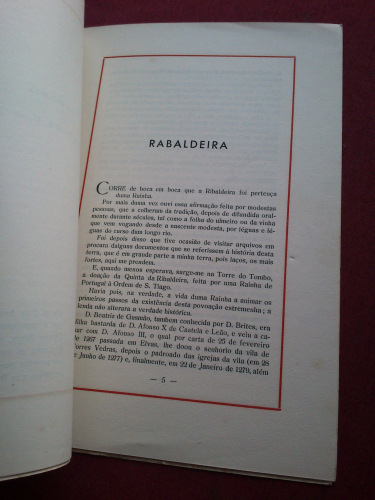 RABALDEIRA
CORRE de boca em boca que a Ribaldeira foi pertença
duma Rainha.
Por mais duma vez ouvi essa afirmação feita por modestas
pessoas, que a colheram da tradição, depois de difundida oral-
mente durante séculos, tal como a folha do ulmeiro ou da vinha
que vem vogando desde a nascente modesta, por léguas e lé-
guas do curso dum longo rio.
Foi depois disso que tive ocasião de visitar arquivos em
procura dalguns documentos que se referissem à história desta
terra, que é em grande parte a minha terra, pois laços, os mais
fortes, aqui me prendem.
E, quando menos esperava, surge-me na Torre do Tombo,
a doação da Quinta da Ribaldeira, feita por uma Rainha de
Portugal à Ordem de S. Tiago.
Havia pois, na verdade, a vida duma Rainha a animar os
primeiros passos da existência desta povoação estremenha; a
lenda não alterara a verdade histórica.
D. Beatriz de Gusmão, também conhecida por D. Brites, era
filha bastarda de D. Afonso X de Castela e Leão, e veiu a ca-
sar com D. Afonso III, o qual por carta de 25 de fevereiro
de 1267 passada em Elvas, lhe doou o senhorio da vila de
Torres Vedras, depois o padroado das igrejas da vila (em 28
de Junho de 1277) e, finalmente, em 22 de Janeiro de 1279, além
— 5 —